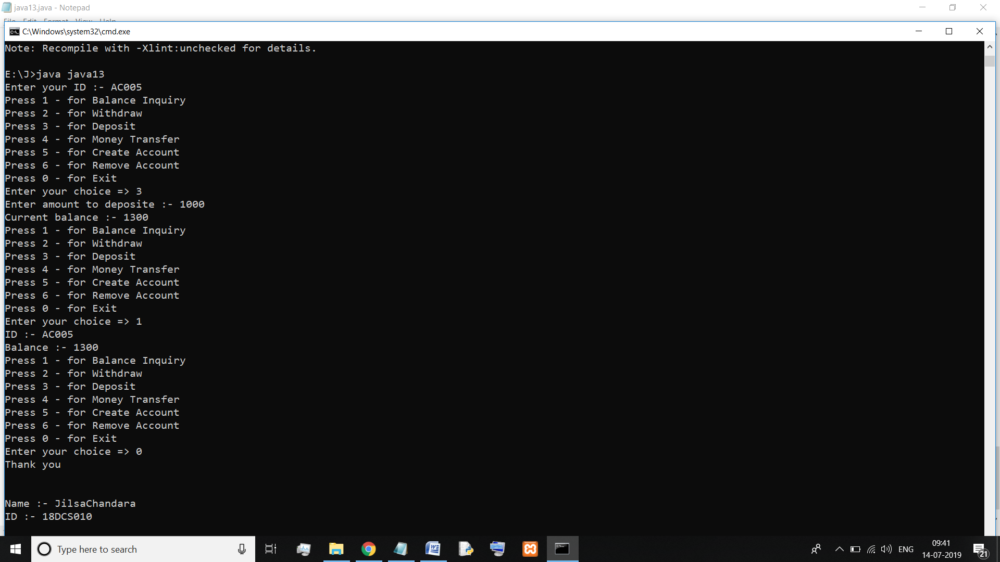 java13.java - Notepad
File Edit Format View Help
C:\Windows\system32\cmd.exe
Note: Recompile with -Xlint:unchecked for details.
E:\J>java java13
Enter your ID :- AC005
Press 1 - for Balance Inquiry
Press 2 - for Withdraw
Press 3 - for Deposit
Press 4 - for Money Transfer
Press 5 - for Create Account
Press 6 - for Remove Account
Press 0 - for Exit
Enter your choice => 3
Enter amount to deposite :- 1000
Current balance :- 1300
Press 1 - for Balance Inquiry
Press 2 - for Withdraw
Press 3 - for Deposit
Press 4 - for Money Transfer
Press 5 - for Create Account
Press 6 - for Remove Account
Press 0 - for Exit
Enter your choice => 1
ID :- AC005
Balance :- 1300
Press 1 - for Balance Inquiry
Press 2 - for Withdraw
Press 3 - for Deposit
Press 4 - for Money Transfer
Press 5 - for Create Account
Press 6 - for Remove Account
Press 0 - for Exit
Enter your choice => 0
Thank you
Name :- JilsaChandara
ID :- 18DCS010
Type here to search
ENG
09:41
14-07-2019
21